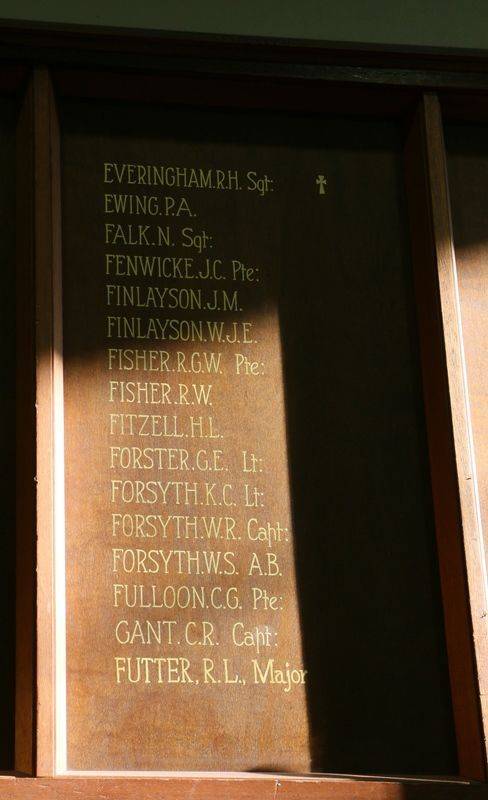 EVERINGHAM.R.H. Sgt: ✝
EWING.P.A.
FALK.N. Sgt:
FENWICKE.J.C. Pte:
FINLAYSON.J.M.
FINLAYSON.W.J.E.
FISHER.R.G.W. Pte:
FISHER.R.W.
FITZELL.H.L.
FORSTER.G.E. Lt:
FORSYTH.K.C. Lt:
FORSYTH.W.R. Capt:
FORSYTH.W.S. A.B.
FULLOON.C.G. Pte:
GANT.C.R. Capt:
FUTTER, R.L., Major